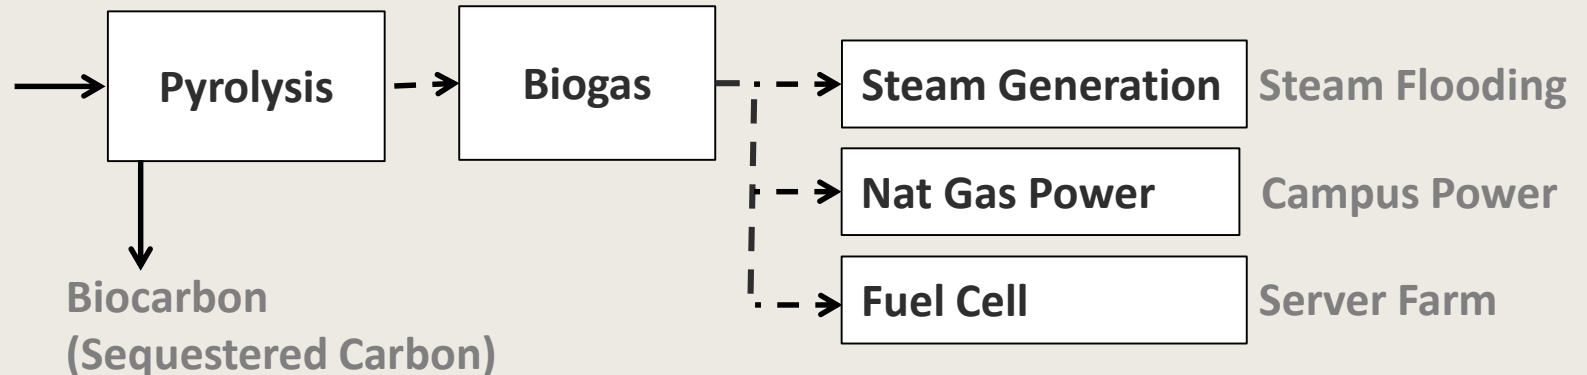 Pyrolysis
Biogas
Steam Generation
Steam Flooding
Nat Gas Power
Campus Power
Fuel Cell
Server Farm
Biocarbon
(Sequestered Carbon)